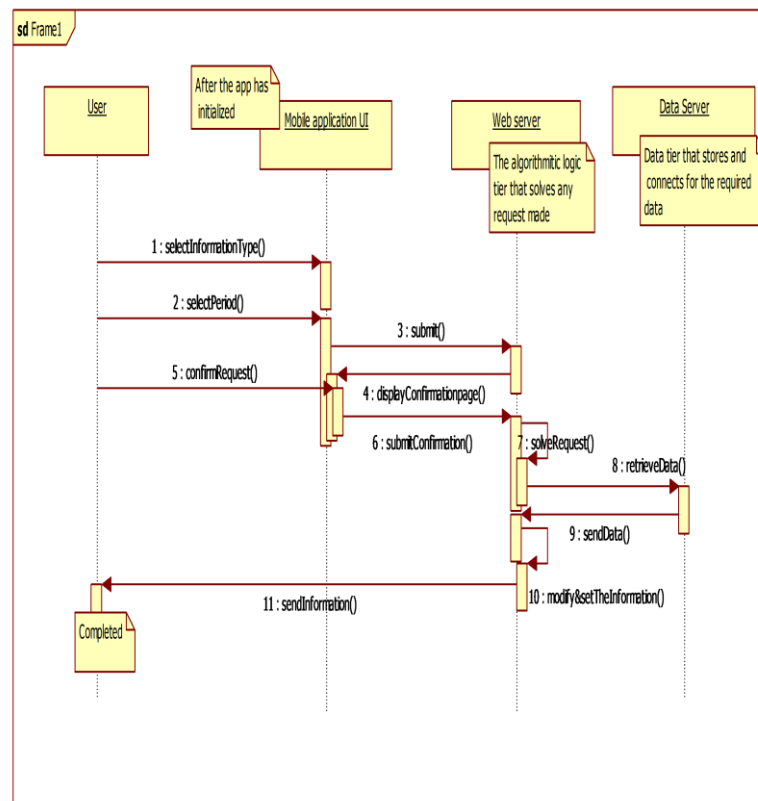 sd Frame1
After the app has
initialized
User
Mobile application UI
Web server
Data Server
The algorithmitic logic
tier that solves any
request made
Data tier that stores and
connects for the required
data
1 : selectInformationType()
2 : selectPeriod()
3 : submit()
5 : confirmRequest()
4 : displayConfirmationpage()
6 : submitConfirmation()
7 : solveRequest()
8 : retrieveData()
9 : sendData()
10 : modify&setTheInformation()
11 : sendInformation()
Completed